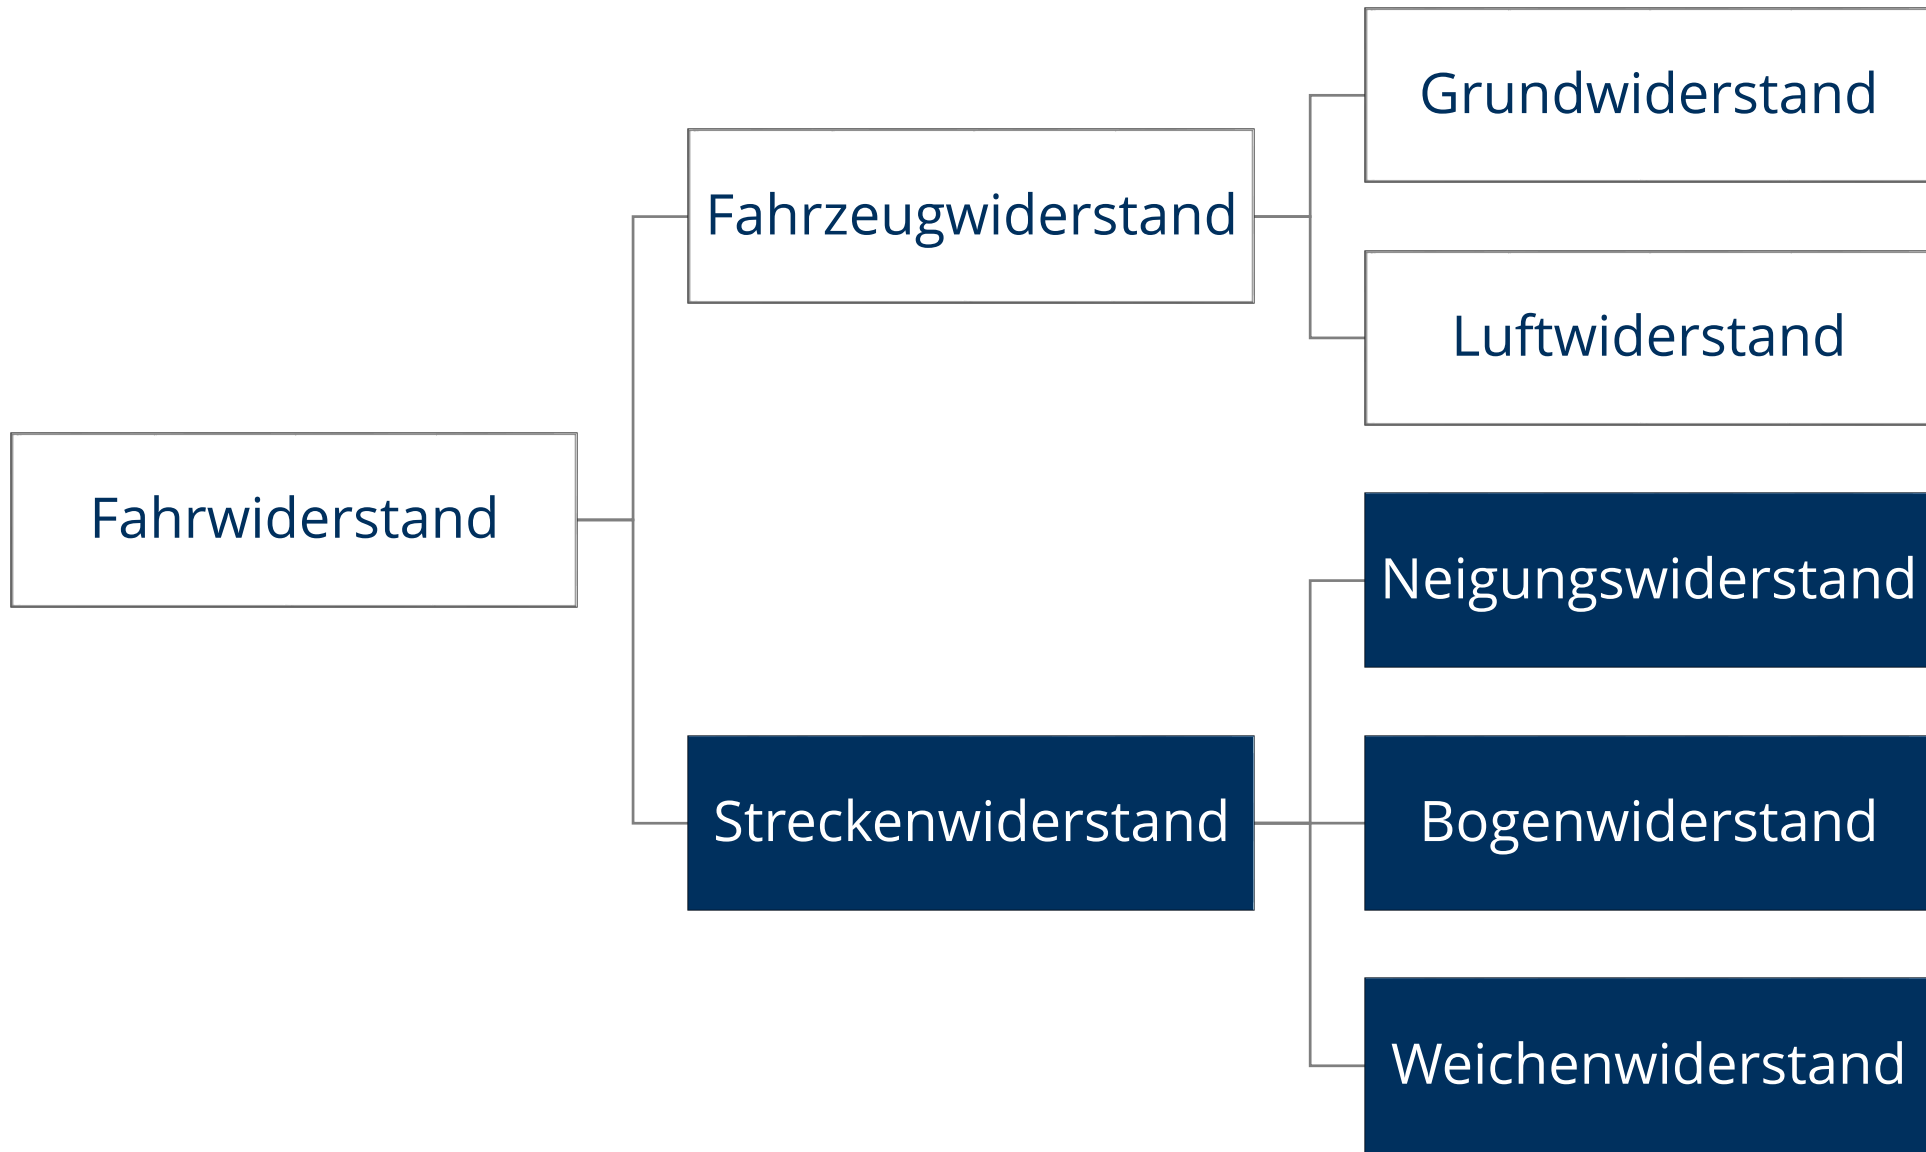 Fahrwiderstand
Fahrzeugwiderstand
Grundwiderstand
Luftwiderstand
Streckenwiderstand
Neigungswiderstand
Bogenwiderstand
Weichenwiderstand